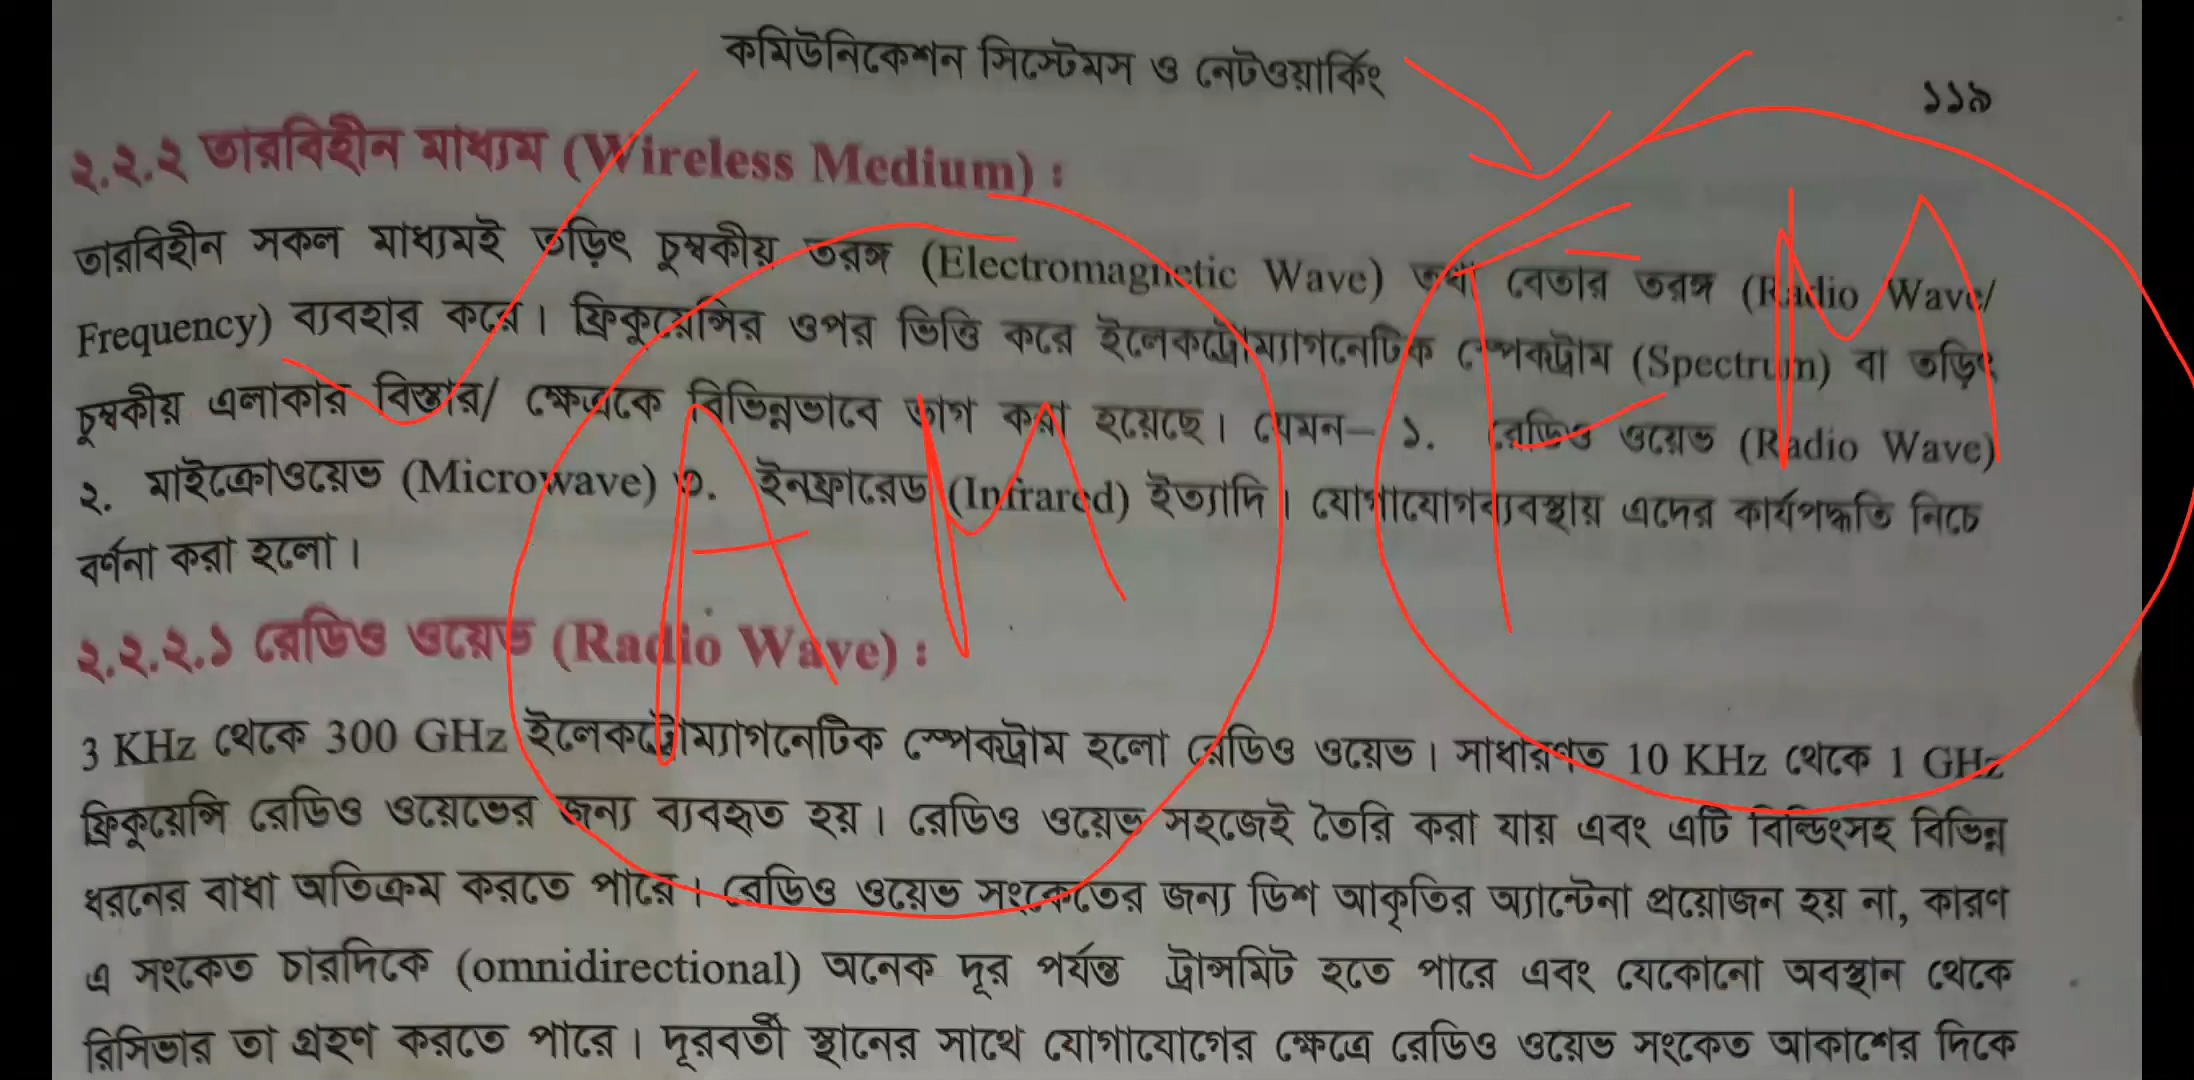 কমিউনিকেশন সিস্টেমস ও নেটওয়ার্কিং
১১৯
২.২.২ তারবিহীন মাধ্যম (Wireless Medium) :
তারবিহীন সকল মাধ্যমই তড়িৎ চুম্বকীয় তরঙ্গ (Electromagnetic Wave) তথা বেতার তরঙ্গ (Radio Wave/
Frequency) ব্যবহার করে। ফ্রিকুয়েন্সির ওপর ভিত্তি করে ইলেকট্রোম্যাগনেটিক স্পেকট্রাম (Spectrum) বা তড়িৎ
চুম্বকীয় এলাকার বিস্তার/ ক্ষেত্রকে বিভিন্নভাবে ভাগ করা হয়েছে। যেমন– ১. রেডিও ওয়েভ (Radio Wave)
২. মাইক্রোওয়েভ (Microwave) ৩. ইনফ্রারেড (Infrared) ইত্যাদি। যোগাযোগব্যবস্থায় এদের কার্যপদ্ধতি নিচে
বর্ণনা করা হলো।
AM
FM
২.২.২.১ রেডিও ওয়েভ (Radio Wave) :
3 KHz থেকে 300 GHz ইলেকট্রোম্যাগনেটিক স্পেকট্রাম হলো রেডিও ওয়েভ। সাধারণত 10 KHz থেকে 1 GHz
ফ্রিকুয়েন্সি রেডিও ওয়েভের জন্য ব্যবহৃত হয়। রেডিও ওয়েভ সহজেই তৈরি করা যায় এবং এটি বিল্ডিংসহ বিভিন্ন
ধরনের বাধা অতিক্রম করতে পারে। রেডিও ওয়েভ সংকেতের জন্য ডিশ আকৃতির অ্যান্টেনা প্রয়োজন হয় না, কারণ
এ সংকেত চারদিকে (omnidirectional) অনেক দূর পর্যন্ত ট্রান্সমিট হতে পারে এবং যেকোনো অবস্থান থেকে
রিসিভার তা গ্রহণ করতে পারে। দূরবর্তী স্থানের সাথে যোগাযোগের ক্ষেত্রে রেডিও ওয়েভ সংকেত আকাশের দিকে